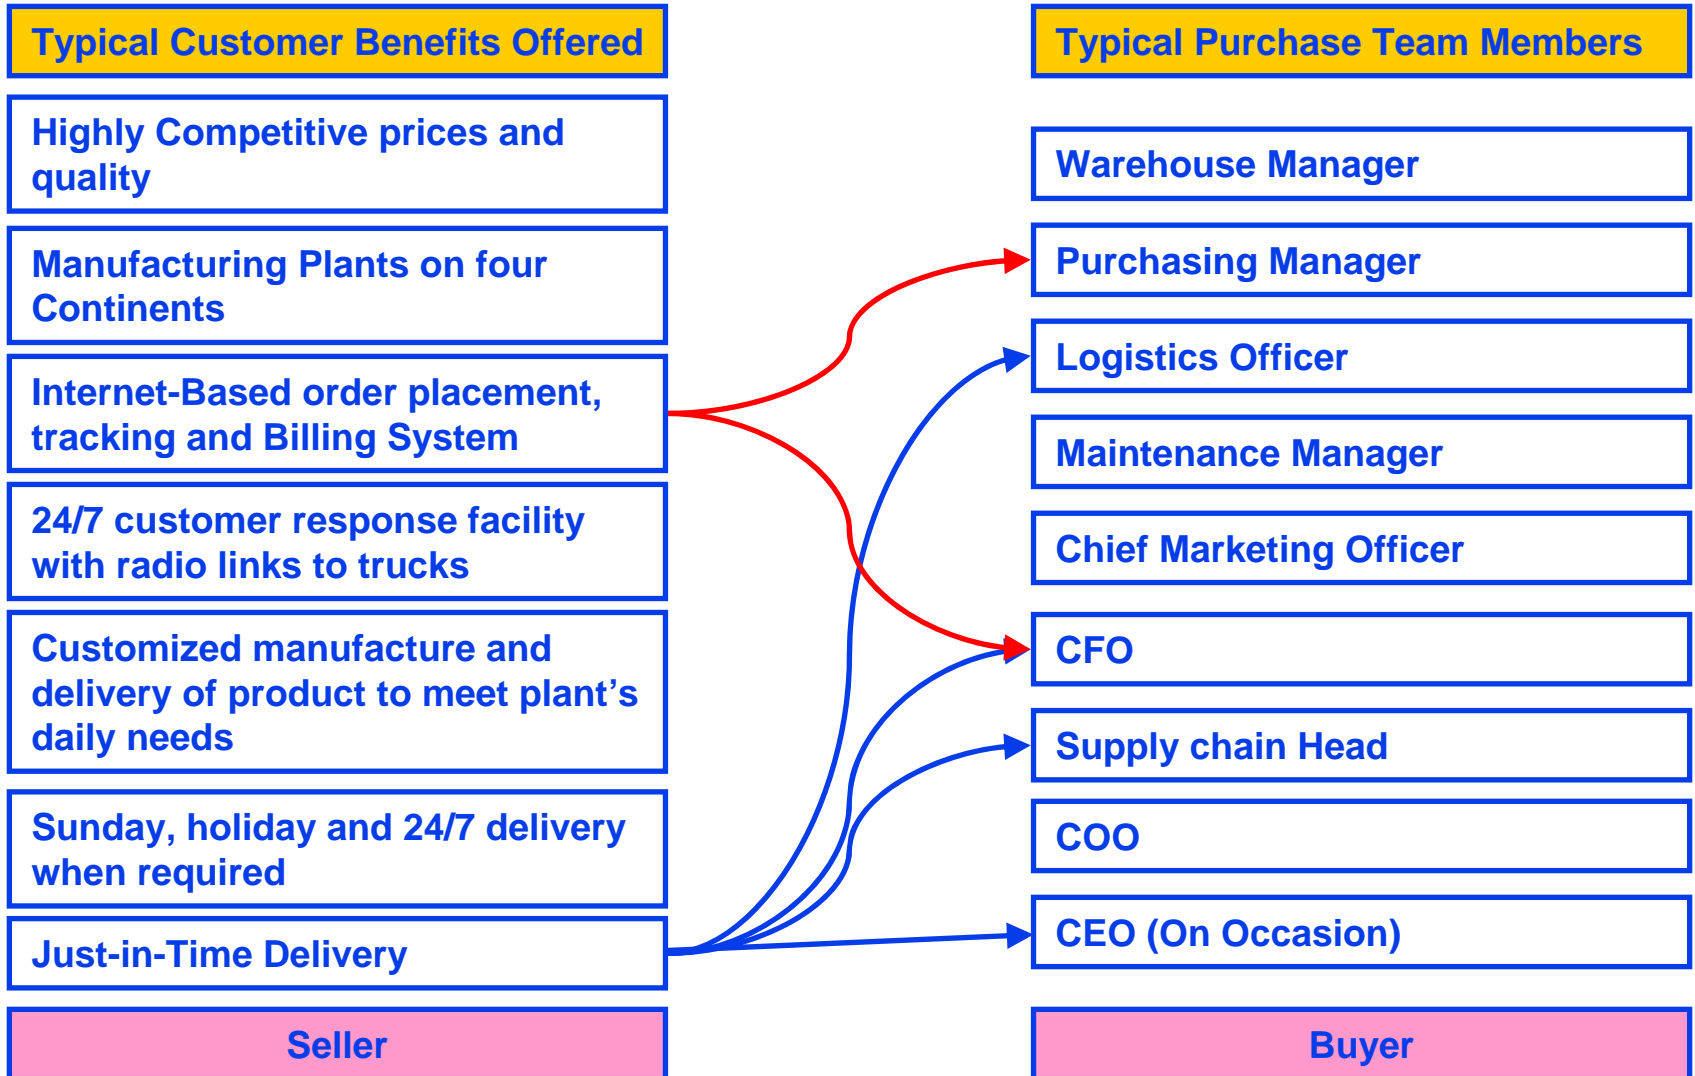 Typical Customer Benefits Offered
Highly Competitive prices and
quality
Manufacturing Plants on four
Continents
Internet-Based order placement,
tracking and Billing System
24/7 customer response facility
with radio links to trucks
Customized manufacture and
delivery of product to meet plant’s
daily needs
Sunday, holiday and 24/7 delivery
when required
Just-in-Time Delivery
Seller
Typical Purchase Team Members
Warehouse Manager
Purchasing Manager
Logistics Officer
Maintenance Manager
Chief Marketing Officer
CFO
Supply chain Head
COO
CEO (On Occasion)
Buyer